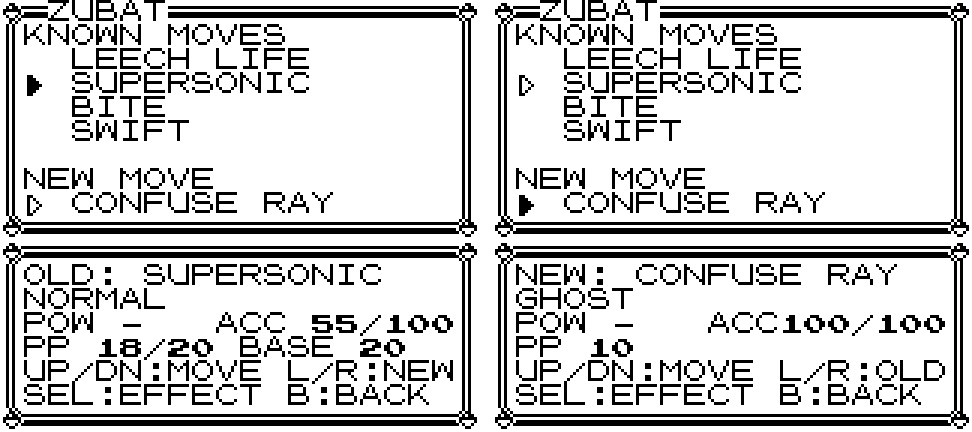 ZUBAT
KNOWN MOVES
LEECH LIFE
▶ SUPERSONIC
BITE
SWIFT
NEW MOVE
▷ CONFUSE RAY
OLD: SUPERSONIC
NORMAL
POW - ACC 55/100
PP 18/20 BASE 20
UP/DN:MOVE L/R:NEW
SEL:EFFECT B:BACK
ZUBAT
KNOWN MOVES
LEECH LIFE
▷ SUPERSONIC
BITE
SWIFT
NEW MOVE
▶ CONFUSE RAY
NEW: CONFUSE RAY
GHOST
POW - ACC100/100
PP 10
UP/DN:MOVE L/R:OLD
SEL:EFFECT B:BACK